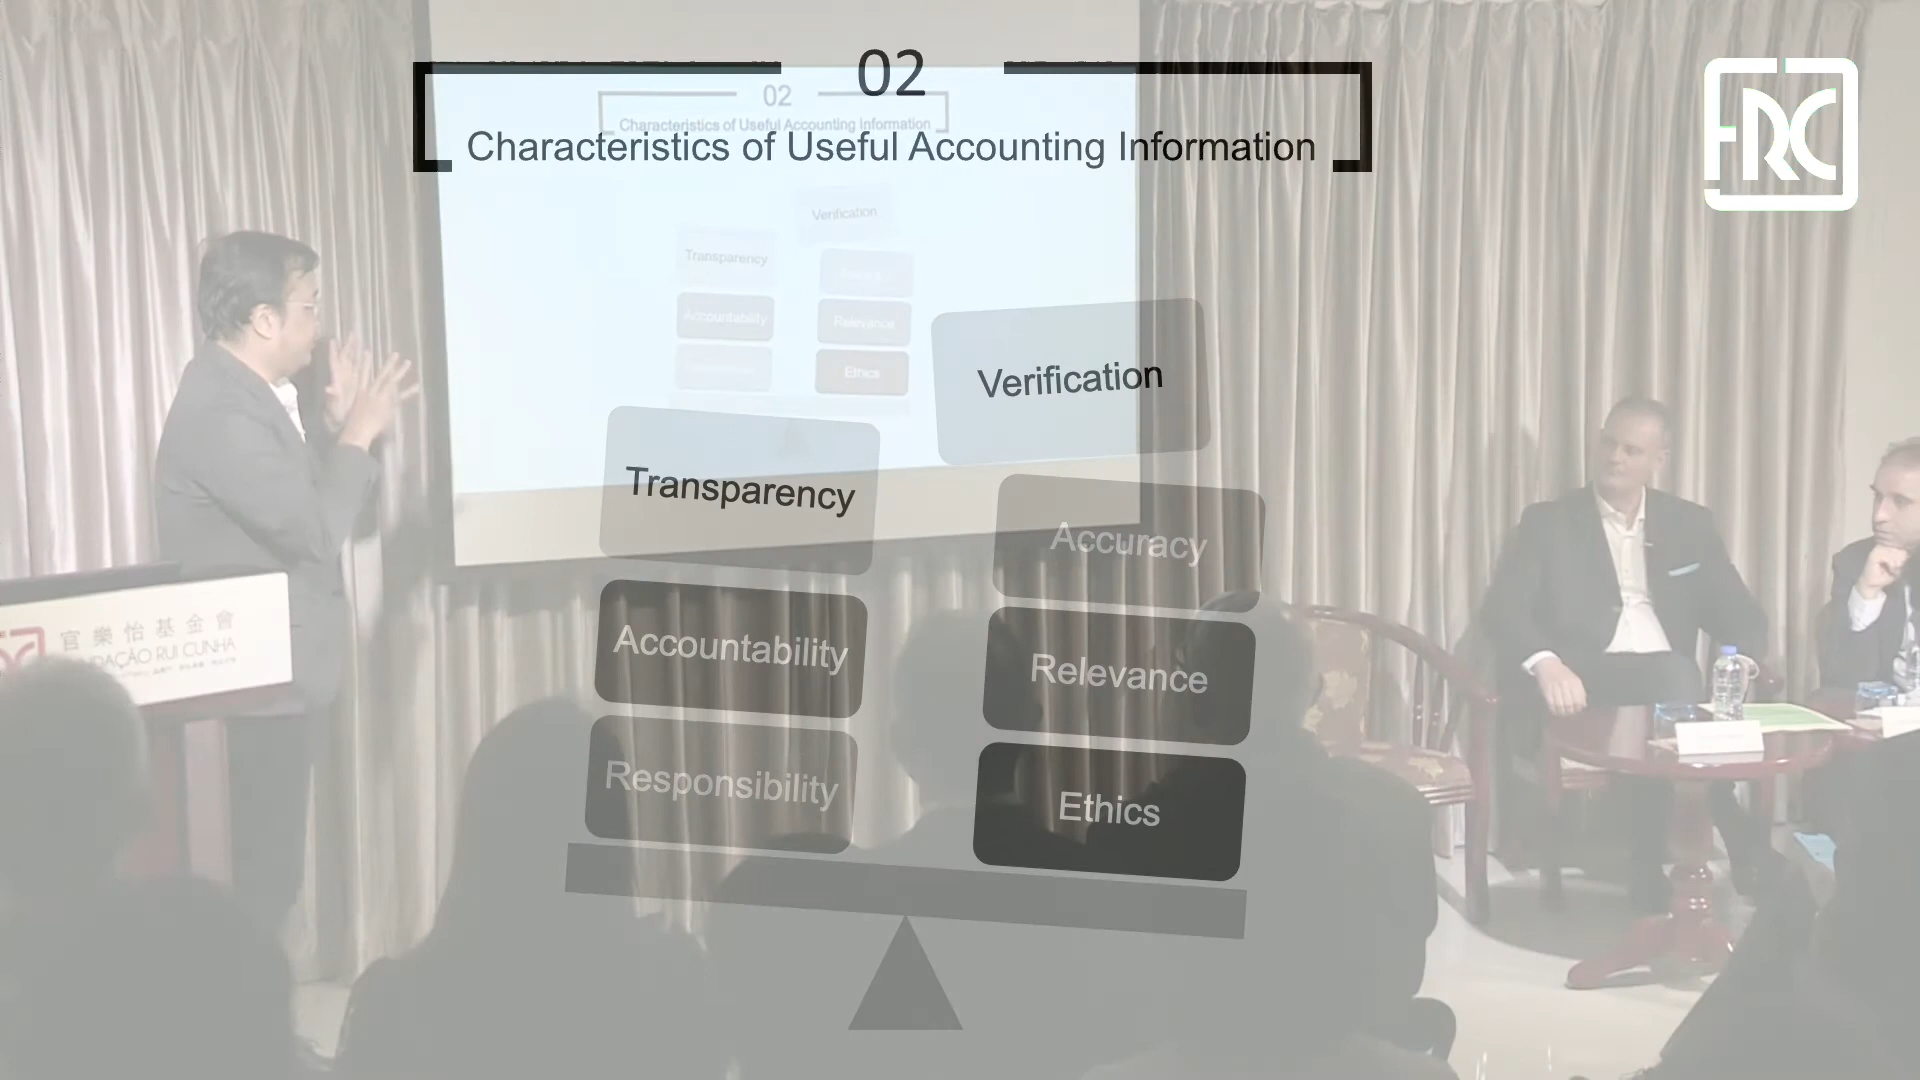 02
Characteristics of Useful Accounting Information
Verification
Transparency
Accuracy
Accountability
Relevance
Responsibility
Ethics
02
Characteristics of Useful Accounting Information
Verification
Transparency
Accountability
Relevance
Ethics
FRC
官樂怡基金會
FUNDAÇÃO RUI CUNHA